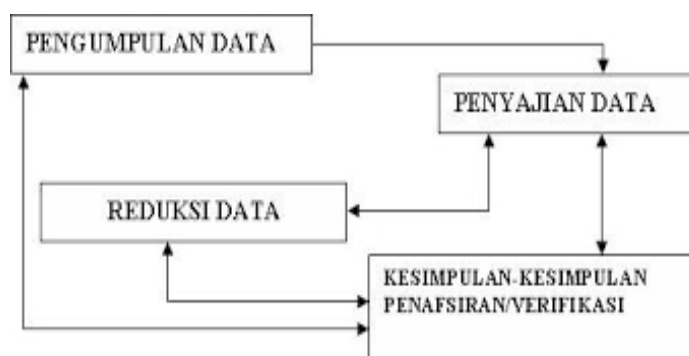 PENGUMPULAN DATA
PENYAJIAN DATA
REDUKSI DATA
KESIMPULAN-KESIMPULAN
PENAFSIRAN/VERIFIKASI